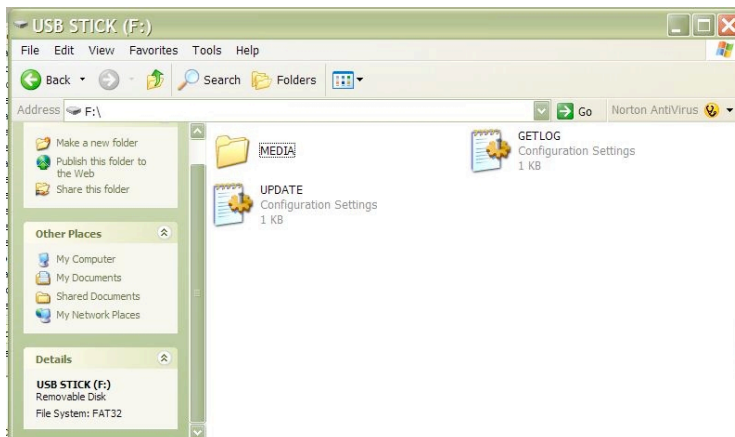 USB STICK (F:)
File Edit View Favorites Tools Help
Back Search Folders
Address F:\ Go Norton AntiVirus
Make a new folder
Publish this folder to
the Web
Share this folder
Other Places
My Computer
My Documents
Shared Documents
My Network Places
Details
USB STICK (F:)
Removable Disk
File System: FAT32
MEDIA
GETLOG
Configuration Settings
1 KB
UPDATE
Configuration Settings
1 KB